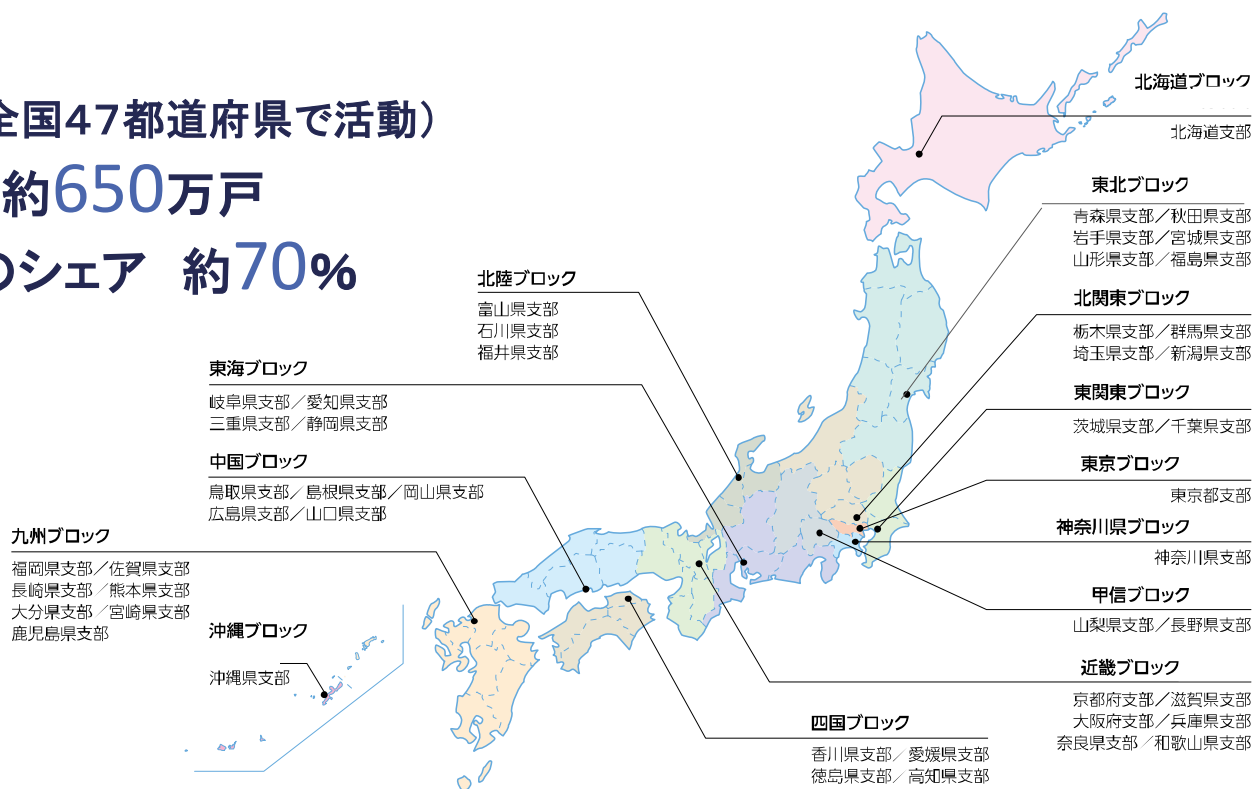 全国47都道府県で活動）
約650万戸
のシェア　約70%
北海道ブロック
北海道支部
東北ブロック
青森県支部／秋田県支部
岩手県支部／宮城県支部
山形県支部／福島県支部
北関東ブロック
栃木県支部／群馬県支部
埼玉県支部／新潟県支部
東関東ブロック
茨城県支部／千葉県支部
東京ブロック
東京都支部
神奈川県ブロック
神奈川県支部
甲信ブロック
山梨県支部／長野県支部
近畿ブロック
京都府支部／滋賀県支部
大阪府支部／兵庫県支部
奈良県支部／和歌山県支部
北陸ブロック
富山県支部
石川県支部
福井県支部
東海ブロック
岐阜県支部／愛知県支部
三重県支部／静岡県支部
中国ブロック
鳥取県支部／島根県支部／岡山県支部
広島県支部／山口県支部
九州ブロック
福岡県支部／佐賀県支部
長崎県支部／熊本県支部
大分県支部／宮崎県支部
鹿児島県支部
沖縄ブロック
沖縄県支部
四国ブロック
香川県支部／愛媛県支部
徳島県支部／高知県支部